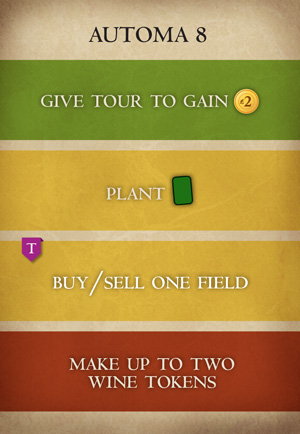 AUTOMA 8
GIVE TOUR TO GAIN £2
PLANT
T
BUY/SELL ONE FIELD
MAKE UP TO TWO
WINE TOKENS